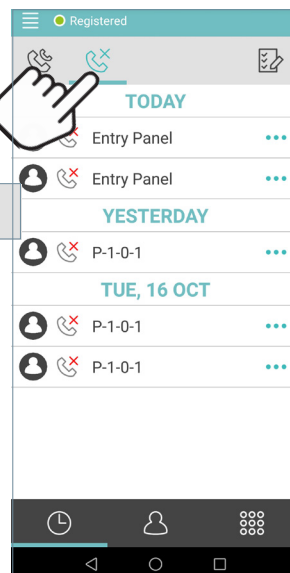 Registered
TODAY
Entry Panel
Entry Panel
YESTERDAY
P-1-0-1
TUE, 16 OCT
P-1-0-1
P-1-0-1